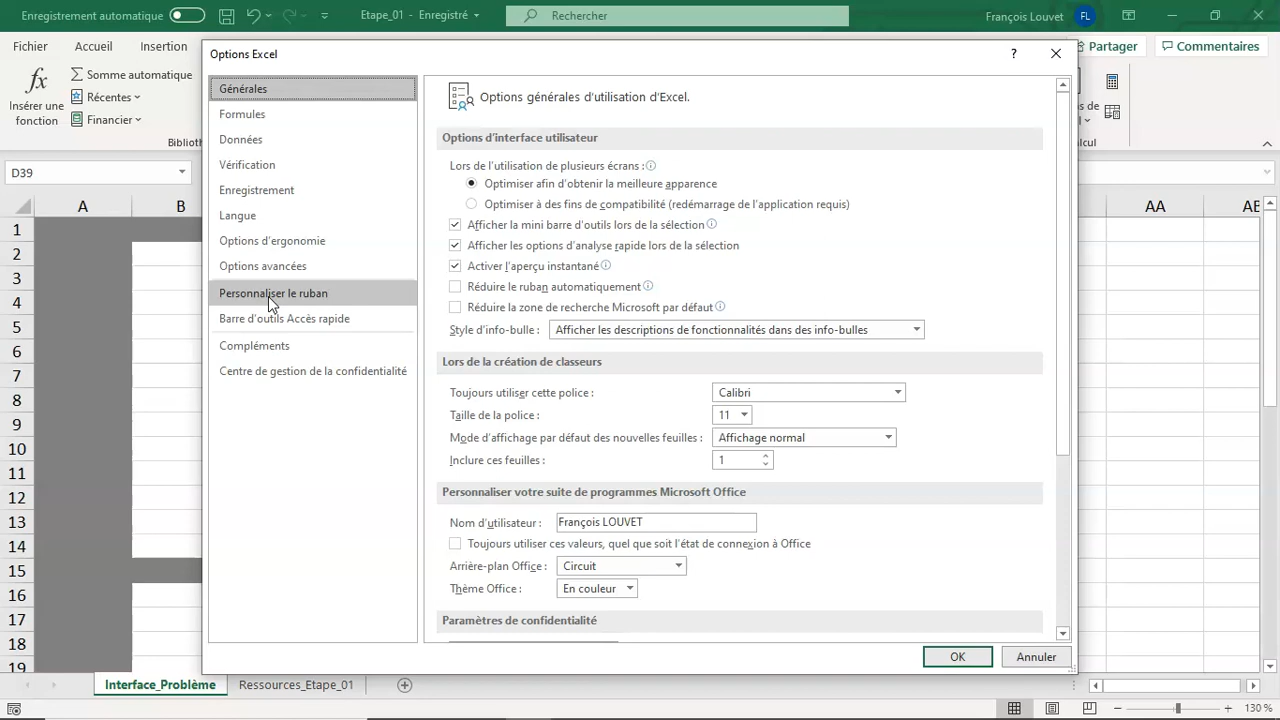 Enregistrement automatique
Etape_01 - Enregistré
Rechercher
François Louvet
FL
Fichier
Accueil
Insertion
Partager
Commentaires
fx
Insérer une
fonction
Somme automatique
Récentes
Financier
D39
Options Excel
?
Générales
Formules
Données
Vérification
Enregistrement
Langue
Options d'ergonomie
Options avancées
Personnaliser le ruban
Barre d'outils Accès rapide
Compléments
Centre de gestion de la confidentialité
Options générales d'utilisation d'Excel.
Options d'interface utilisateur
Lors de l'utilisation de plusieurs écrans :
Optimiser afin d'obtenir la meilleure apparence
Optimiser à des fins de compatibilité (redémarrage de l'application requis)
Afficher la mini barre d'outils lors de la sélection
Afficher les options d'analyse rapide lors de la sélection
Activer l'aperçu instantané
Réduire le ruban automatiquement
Réduire la zone de recherche Microsoft par défaut
Style d'info-bulle : Afficher les descriptions de fonctionnalités dans des info-bulles
Lors de la création de classeurs
Toujours utiliser cette police : Calibri
Taille de la police : 11
Mode d'affichage par défaut des nouvelles feuilles : Affichage normal
Inclure ces feuilles : 1
Personnaliser votre suite de programmes Microsoft Office
Nom d'utilisateur : François LOUVET
Toujours utiliser ces valeurs, quel que soit l'état de connexion à Office
Arrière-plan Office : Circuit
Thème Office : En couleur
Paramètres de confidentialité
OK
Annuler
A B AA
1
2
3
4
5
6
7
8
9
10
11
12
13
14
15
16
17
18
19
Interface_Problème
Ressources_Etape_01
130 %